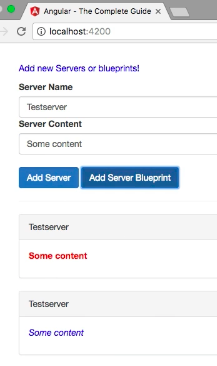 Angular - The Complete Guide
localhost:4200
Add new Servers or blueprints!
Server Name
Testserver
Server Content
Some content
Add Server Add Server Blueprint
Testserver
Some content
Testserver
Some content